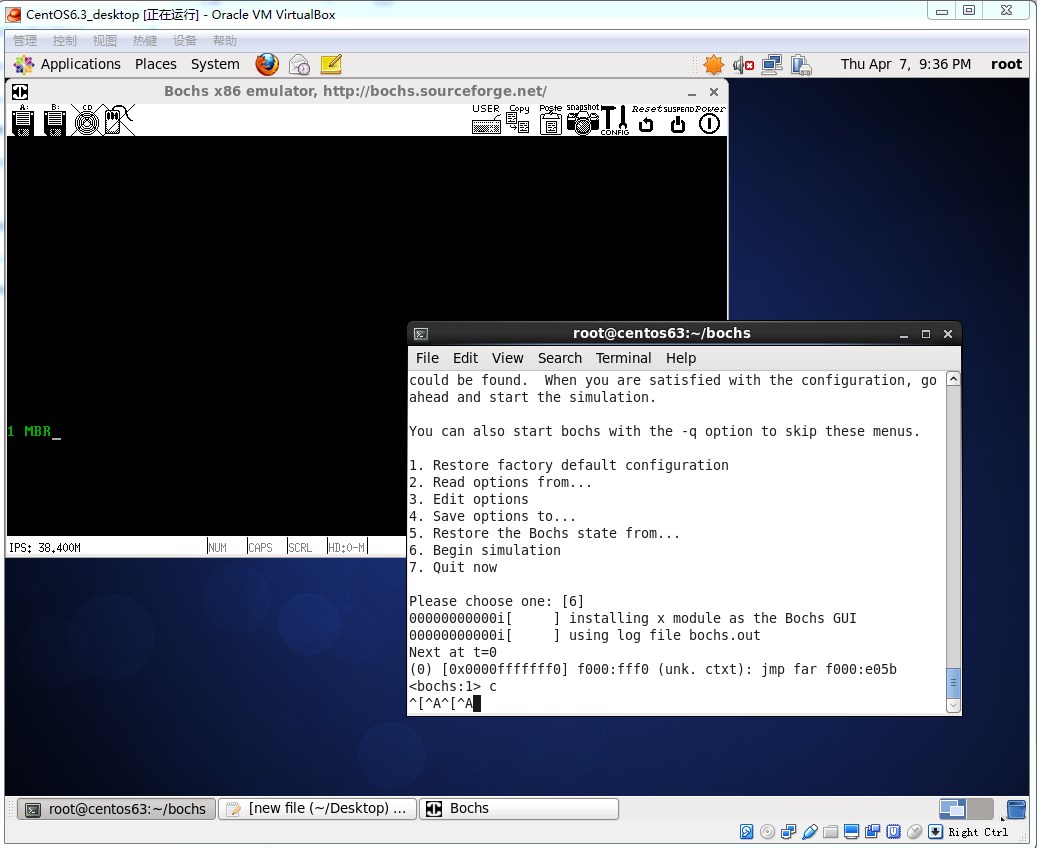 CentOS6.3_desktop [正在运行] - Oracle VM VirtualBox
管理 控制 视图 热键 设备 帮助
Applications Places System Thu Apr 7, 9:36 PM root
Bochs x86 emulator, http://bochs.sourceforge.net/
A: B: CD USER Copy Paste snapshot CONFIG Reset SUSPEND Power
1 MBR_
IPS: 38.400M NUM CAPS SCRL HD:0-M
root@centos63:~/bochs
File Edit View Search Terminal Help
could be found.  When you are satisfied with the configuration, go
ahead and start the simulation.
You can also start bochs with the -q option to skip these menus.
1. Restore factory default configuration
2. Read options from...
3. Edit options
4. Save options to...
5. Restore the Bochs state from...
6. Begin simulation
7. Quit now
Please choose one: [6]
00000000000i[     ] installing x module as the Bochs GUI
00000000000i[     ] using log file bochs.out
Next at t=0
(0) [0x0000fffffff0] f000:fff0 (unk. ctxt): jmp far f000:e05b
<bochs:1> c
^[^A^[^A
root@centos63:~/bochs [new file (~/Desktop) ... Bochs
Right Ctrl